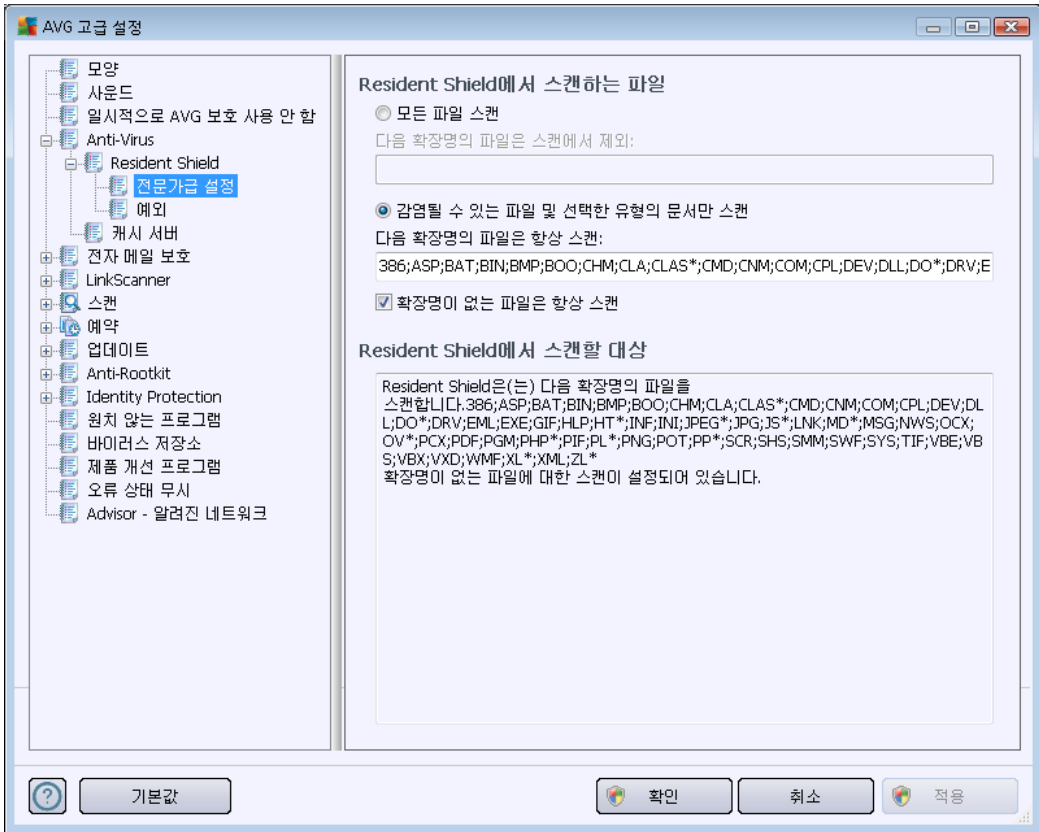 AVG 고급 설정
모양
사운드
일시적으로 AVG 보호 사용 안 함
Anti-Virus
Resident Shield
전문가급 설정
예외
캐시 서버
전자 메일 보호
LinkScanner
스캔
예약
업데이트
Anti-Rootkit
Identity Protection
원치 않는 프로그램
바이러스 저장소
제품 개선 프로그램
오류 상태 무시
Advisor - 알려진 네트워크
Resident Shield에서 스캔하는 파일
모든 파일 스캔
다음 확장명의 파일은 스캔에서 제외:
감염될 수 있는 파일 및 선택한 유형의 문서만 스캔
다음 확장명의 파일은 항상 스캔:
386;ASP;BAT;BIN;BMP;BOO;CHM;CLA;CLAS*;CMD;CNM;COM;CPL;DEV;DLL;DO*;DRV;E
확장명이 없는 파일은 항상 스캔
Resident Shield에서 스캔할 대상
Resident Shield은(는) 다음 확장명의 파일을
스캔합니다.386;ASP;BAT;BIN;BMP;BOO;CHM;CLA;CLAS*;CMD;CNM;COM;CPL;DEV;DL
L;DO*;DRV;EML;EXE;GIF;HLP;HT*;INF;INI;JPEG*;JPG;JS*;LNK;MD*;MSG;NWS;OCX;
OV*;PCX;PDF;PGM;PHP*;PIF;PL*;PNG;POT;PP*;SCR;SHS;SMM;SWF;SYS;TIF;VBE;VB
S;VBX;VXD;WMF;XL*;XML;ZL*
확장명이 없는 파일에 대한 스캔이 설정되어 있습니다.
기본값
확인
취소
적용